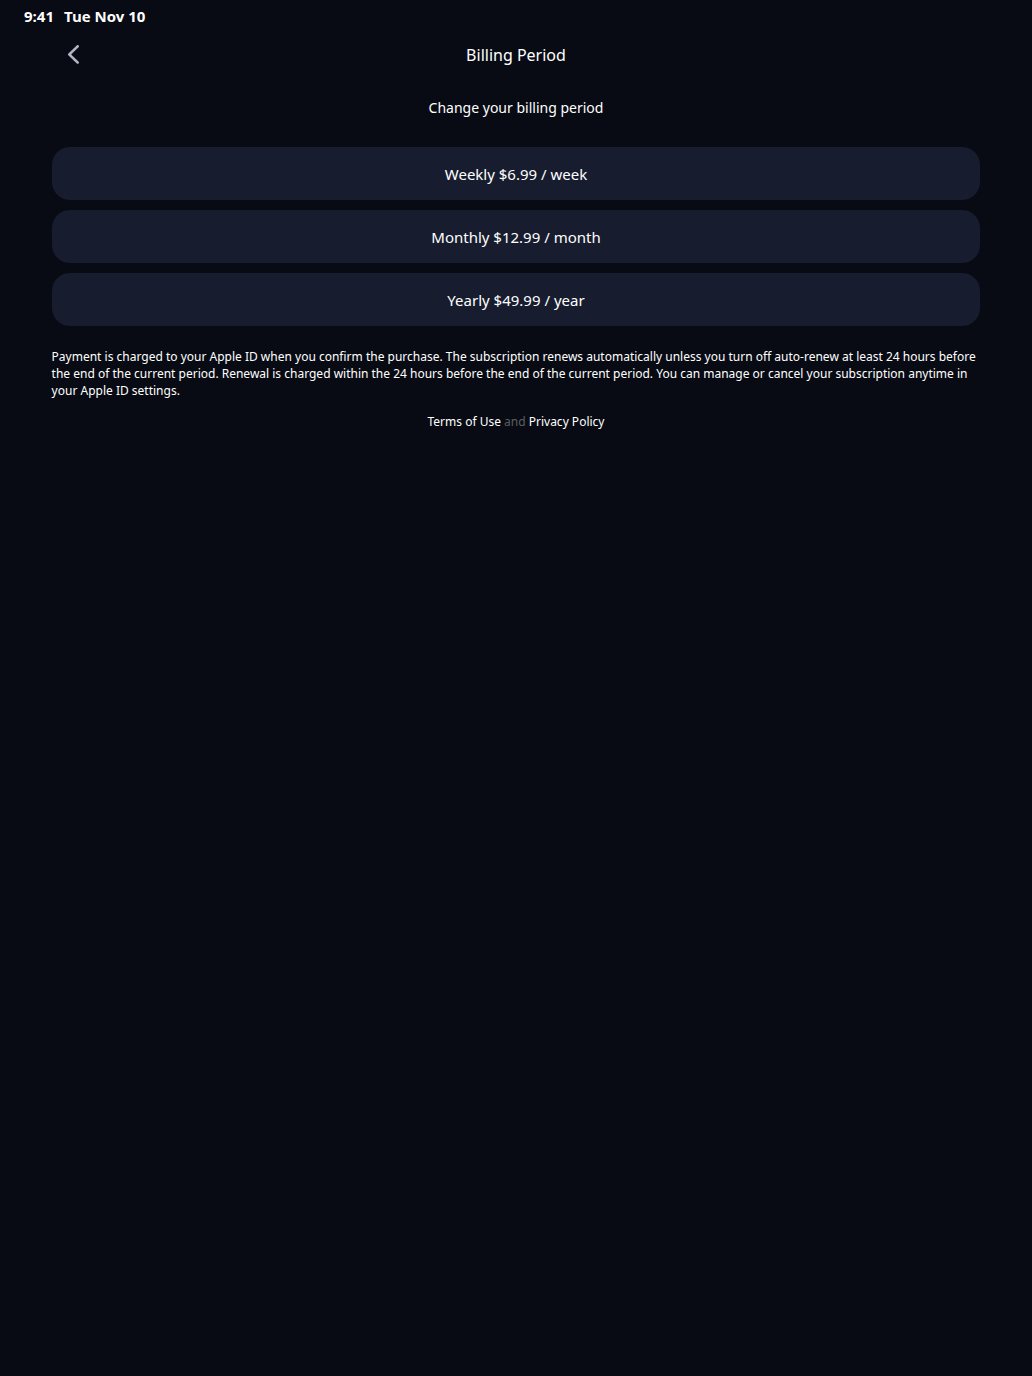 9:41 Tue Nov 10
Billing Period
Change your billing period
Weekly $6.99 / week
Monthly $12.99 / month
Yearly $49.99 / year
Payment is charged to your Apple ID when you confirm the purchase. The subscription renews automatically unless you turn off auto-renew at least 24 hours before
the end of the current period. Renewal is charged within the 24 hours before the end of the current period. You can manage or cancel your subscription anytime in
your Apple ID settings.
Terms of Use and Privacy Policy